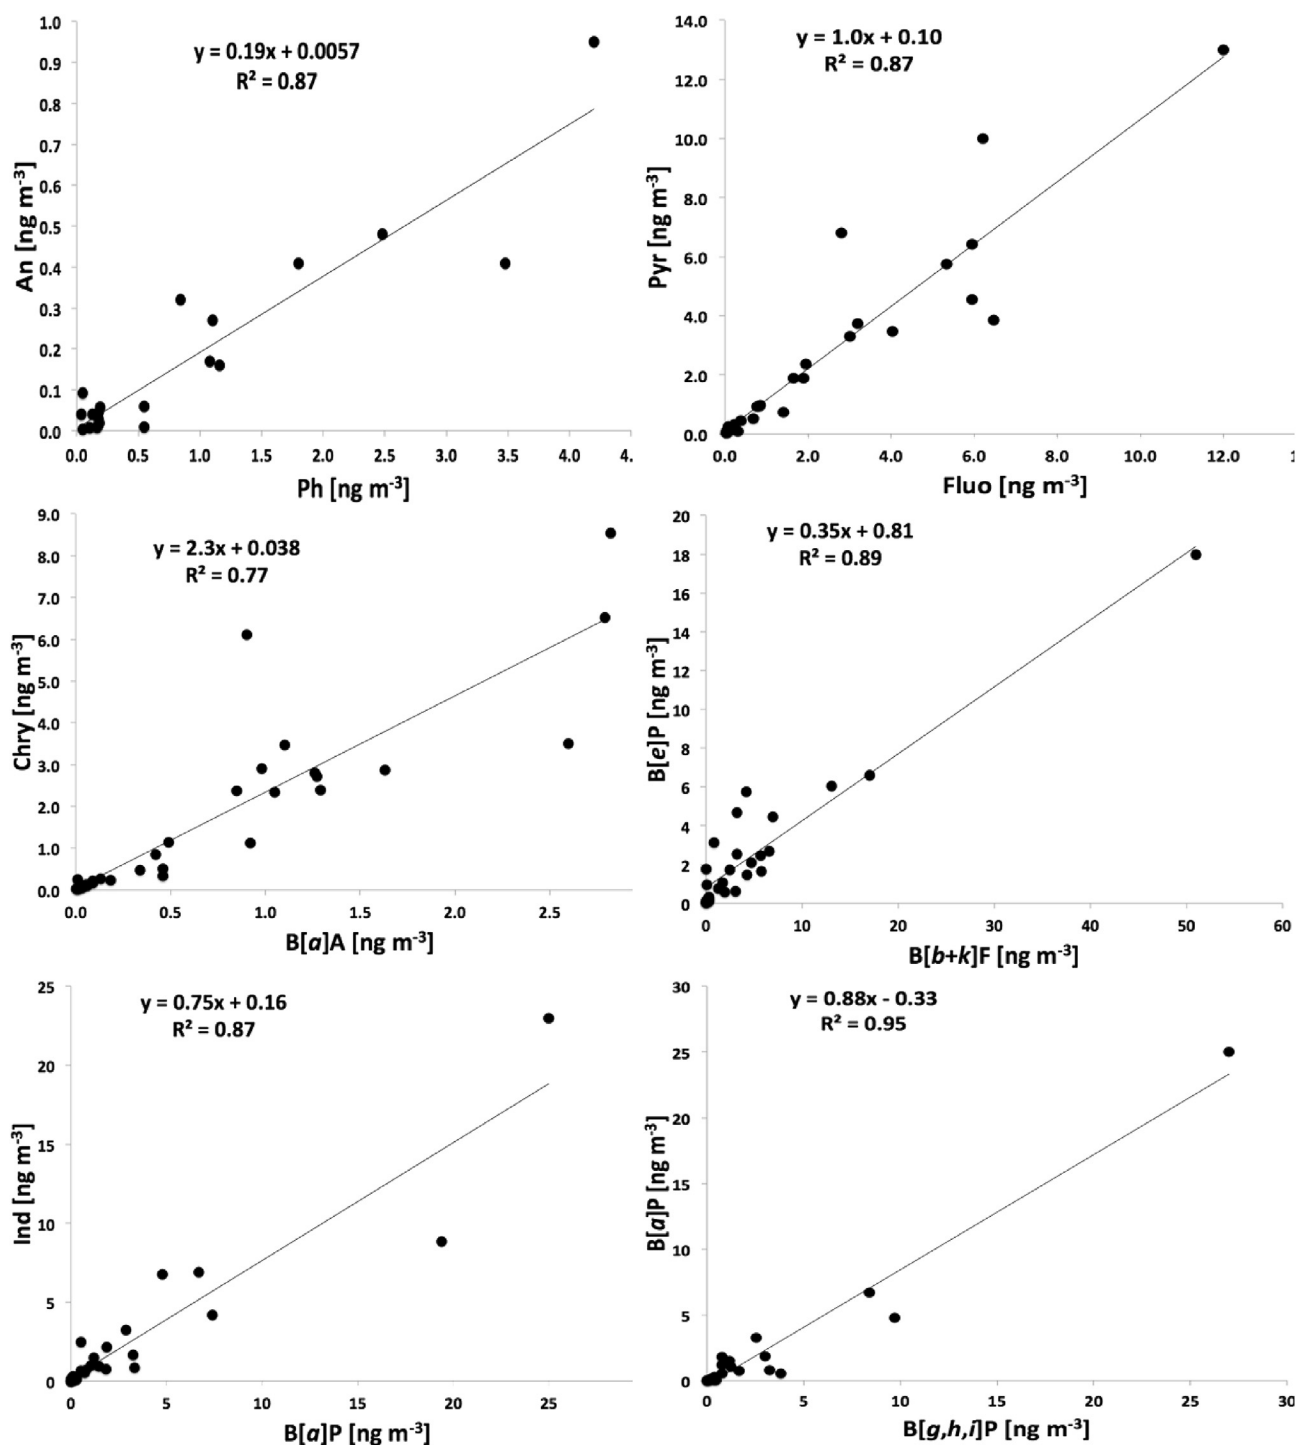 y = 0.19x + 0.0057
R² = 0.87
1.0
0.9
0.8
0.7
0.6
0.5
0.4
0.3
0.2
0.1
0.0
An [ng m⁻³]
0.0 0.5 1.0 1.5 2.0 2.5 3.0 3.5 4.0 4.
Ph [ng m⁻³]
y = 1.0x + 0.10
R² = 0.87
14.0
12.0
10.0
8.0
6.0
4.0
2.0
0.0
Pyr [ng m⁻³]
0.0 2.0 4.0 6.0 8.0 10.0 12.0 1
Fluo [ng m⁻³]
y = 2.3x + 0.038
R² = 0.77
9.0
8.0
7.0
6.0
5.0
4.0
3.0
2.0
1.0
0.0
Chry [ng m⁻³]
0.0 0.5 1.0 1.5 2.0 2.5
B[a]A [ng m⁻³]
y = 0.35x + 0.81
R² = 0.89
20
18
16
14
12
10
8
6
4
2
0
B[e]P [ng m⁻³]
0 10 20 30 40 50 60
B[b+k]F [ng m⁻³]
y = 0.75x + 0.16
R² = 0.87
25
20
15
10
5
0
Ind [ng m⁻³]
0 5 10 15 20 25
B[a]P [ng m⁻³]
y = 0.88x - 0.33
R² = 0.95
30
25
20
15
10
5
0
B[a]P [ng m⁻³]
0 5 10 15 20 25 30
B[g,h,i]P [ng m⁻³]